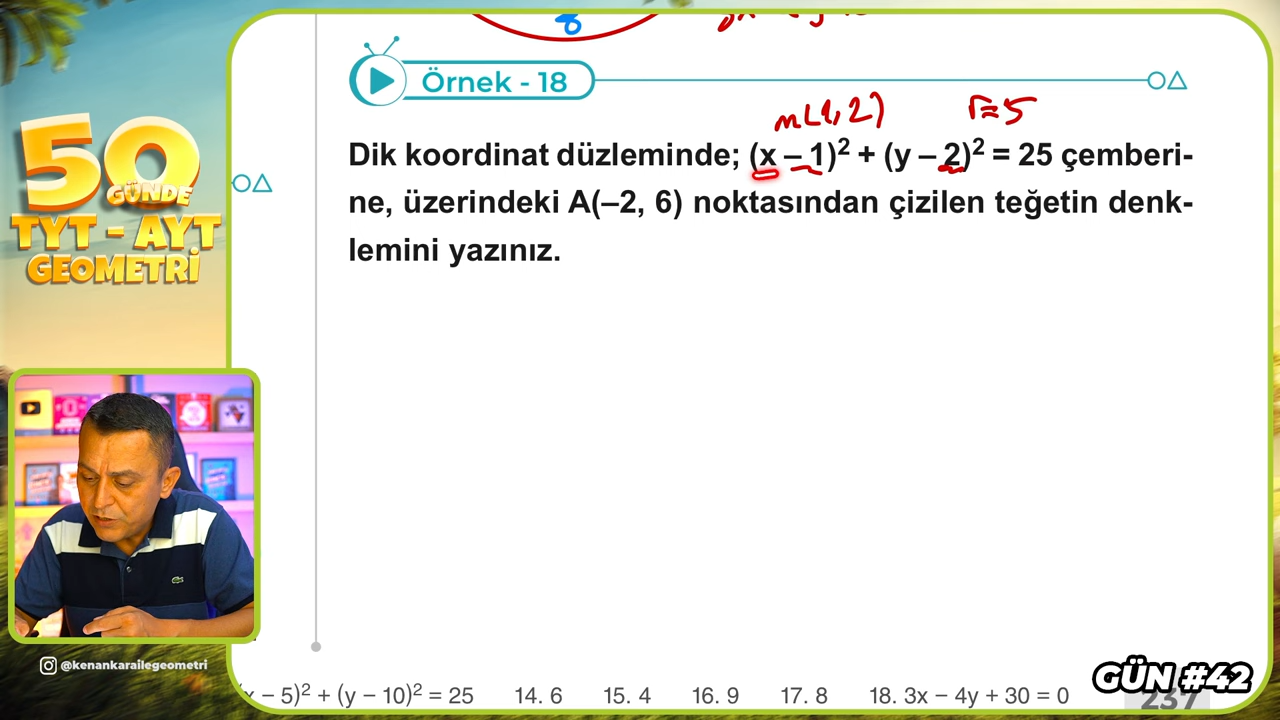 50
GÜNDE
TYT - AYT
GEOMETRİ
Örnek - 18
M(1, 2) r=5
Dik koordinat düzleminde; (x – 1)² + (y – 2)² = 25 çemberi-
ne, üzerindeki A(–2, 6) noktasından çizilen teğetin denk-
lemini yazınız.
@kenankarailegeometri
x – 5)² + (y – 10)² = 25 14. 6 15. 4 16. 9 17. 8 18. 3x – 4y + 30 = 0
GÜN #42
237